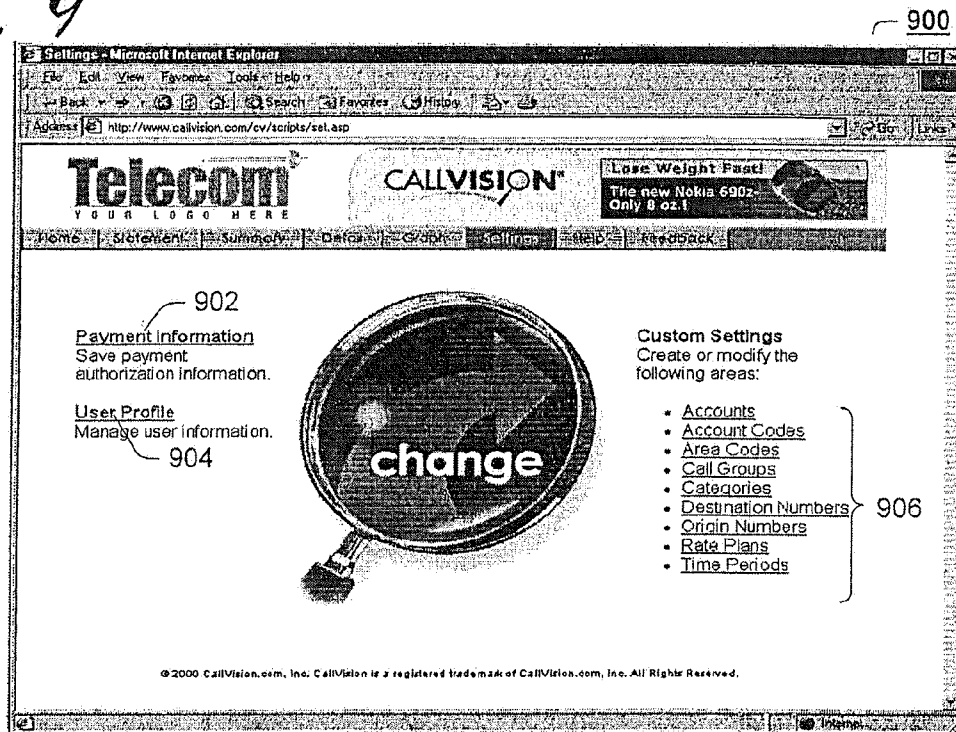 9
900
Settings - Microsoft Internet Explorer
File Edit View Favorites Tools Help
Back Search Favorites History
Address http://www.callvision.com/cv/scripts/set.asp Go Links
Telecom
YOUR LOGO HERE
CALLVISION
Lose Weight Fast!
The new Nokia 690z-
Only 8 oz.!
Home Statement Summary Detail Graph Settings Help Feedback
902
Payment Information
Save payment
authorization information.
User Profile
Manage user information.
904
change
Custom Settings
Create or modify the
following areas:
• Accounts
• Account Codes
• Area Codes
• Call Groups
• Categories
• Destination Numbers
• Origin Numbers
• Rate Plans
• Time Periods
906
©2000 CallVision.com, Inc. CallVision is a registered trademark of CallVision.com, Inc. All Rights Reserved.